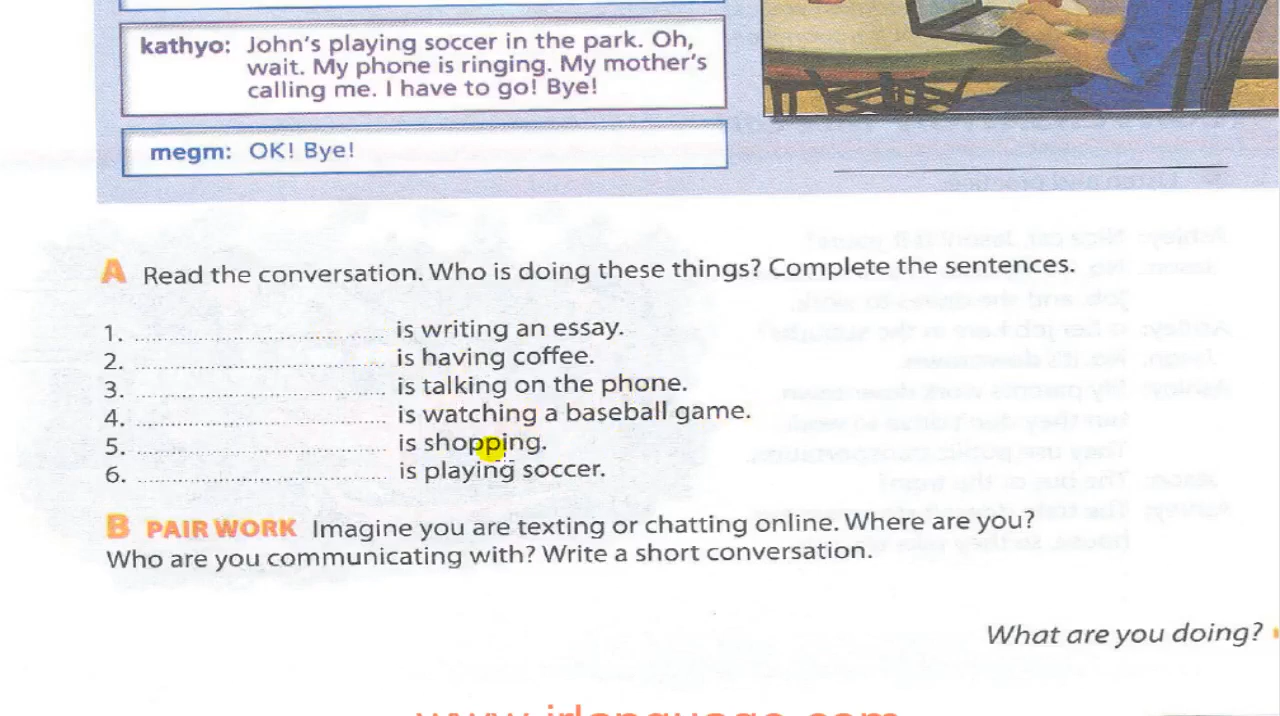 kathyo: John's playing soccer in the park. Oh,
wait. My phone is ringing. My mother's
calling me. I have to go! Bye!
megm: OK! Bye!
A Read the conversation. Who is doing these things? Complete the sentences.
1. is writing an essay.
2. is having coffee.
3. is talking on the phone.
4. is watching a baseball game.
5. is shopping.
6. is playing soccer.
B PAIR WORK Imagine you are texting or chatting online. Where are you?
Who are you communicating with? Write a short conversation.
What are you doing?
www.irlanguage.com